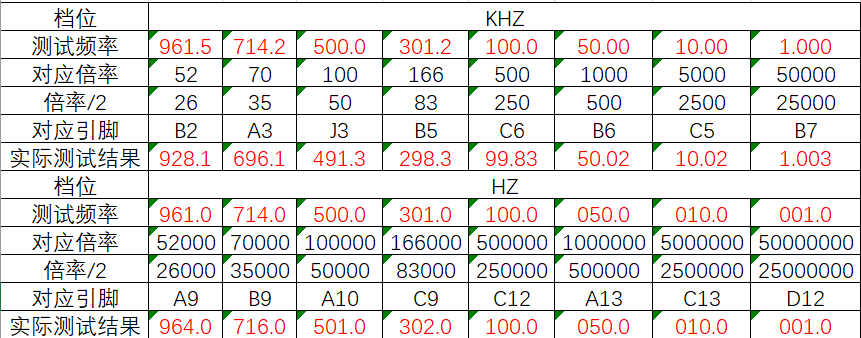 档位 KHZ
测试频率 961.5 714.2 500.0 301.2 100.0 50.00 10.00 1.000
对应倍率 52 70 100 166 500 1000 5000 50000
倍率/2 26 35 50 83 250 500 2500 25000
对应引脚 B2 A3 J3 B5 C6 B6 C5 B7
实际测试结果 928.1 696.1 491.3 298.3 99.83 50.02 10.02 1.003
档位 HZ
测试频率 961.0 714.0 500.0 301.0 100.0 050.0 010.0 001.0
对应倍率 52000 70000 100000 166000 500000 1000000 5000000 50000000
倍率/2 26000 35000 50000 83000 250000 500000 2500000 25000000
对应引脚 A9 B9 A10 C9 C12 A13 C13 D12
实际测试结果 964.0 716.0 501.0 302.0 100.0 050.0 010.0 001.0